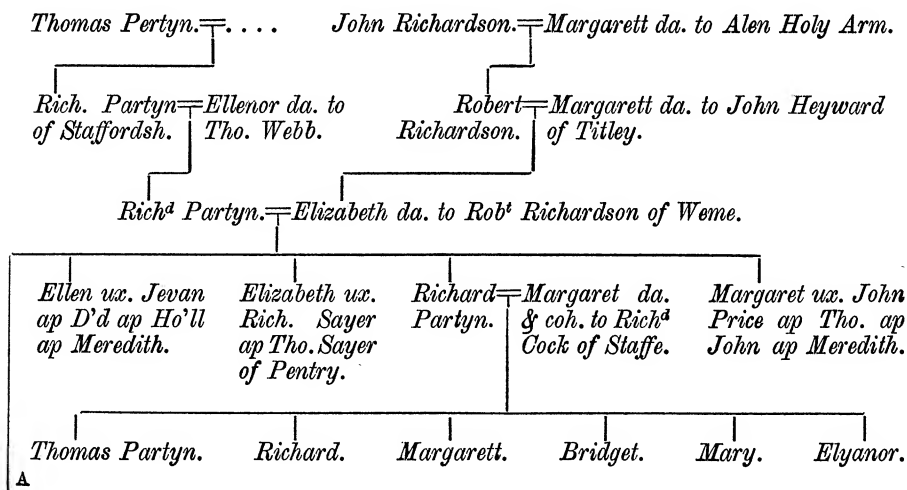 Thomas Pertyn. = . . . . John Richardson. = Margarett da. to Alen Holy Arm.
Rich. Partyn = Ellenor da. to Robert = Margarett da. to John Heyward
of Staffordsh. Tho. Webb. Richardson. of Titley.
Richᵈ Partyn. = Elizabeth da. to Robᵗ Richardson of Weme.
Ellen ux. Jevan Elizabeth ux. Richard = Margaret da. Margaret ux. John
ap D'd ap Ho'll Rich. Sayer Partyn. & coh. to Richᵈ Price ap Tho. ap
ap Meredith. ap Tho. Sayer Cock of Staffe. John ap Meredith.
of Pentry.
Thomas Partyn. Richard. Margarett. Bridget. Mary. Elyanor.
A